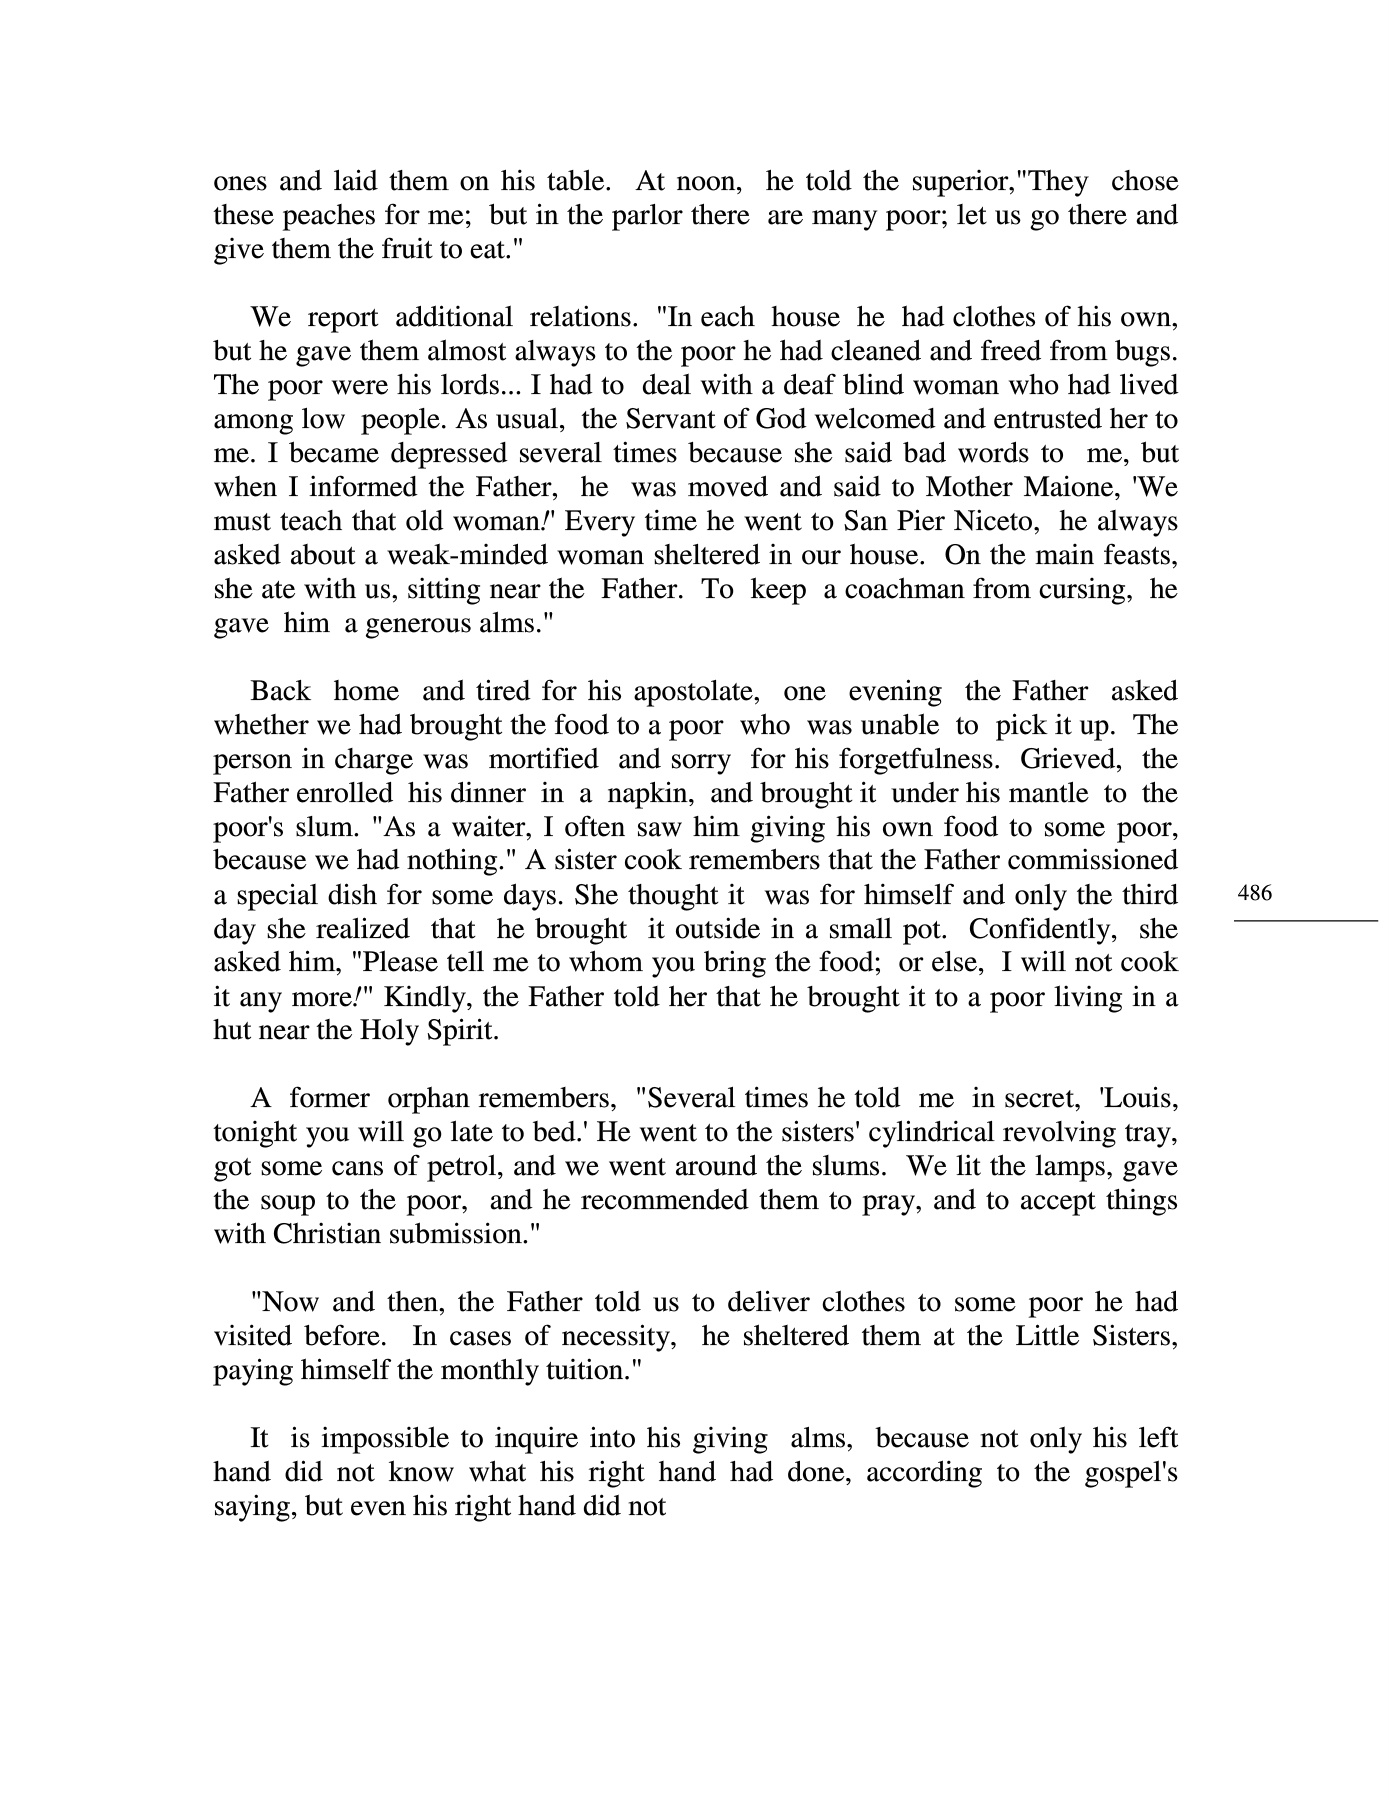 ones and laid them on his table. At noon, he told the superior,"They chose
these peaches for me; but in the parlor there are many poor; let us go there and
give them the fruit to eat."
We report additional relations. "In each house he had clothes of his own,
but he gave them almost always to the poor he had cleaned and freed from bugs.
The poor were his lords... I had to deal with a deaf blind woman who had lived
among low people. As usual, the Servant of God welcomed and entrusted her to
me. I became depressed several times because she said bad words to me, but
when I informed the Father, he was moved and said to Mother Maione, 'We
must teach that old woman!' Every time he went to San Pier Niceto, he always
asked about a weak-minded woman sheltered in our house. On the main feasts,
she ate with us, sitting near the Father. To keep a coachman from cursing, he
gave him a generous alms."
Back home and tired for his apostolate, one evening the Father asked
whether we had brought the food to a poor who was unable to pick it up. The
person in charge was mortified and sorry for his forgetfulness. Grieved, the
Father enrolled his dinner in a napkin, and brought it under his mantle to the
poor's slum. "As a waiter, I often saw him giving his own food to some poor,
because we had nothing." A sister cook remembers that the Father commissioned
a special dish for some days. She thought it was for himself and only the third
day she realized that he brought it outside in a small pot. Confidently, she
asked him, "Please tell me to whom you bring the food; or else, I will not cook
it any more!'" Kindly, the Father told her that he brought it to a poor living in a
hut near the Holy Spirit.
A former orphan remembers, "Several times he told me in secret, 'Louis,
tonight you will go late to bed.' He went to the sisters' cylindrical revolving tray,
got some cans of petrol, and we went around the slums. We lit the lamps, gave
the soup to the poor, and he recommended them to pray, and to accept things
with Christian submission."
"Now and then, the Father told us to deliver clothes to some poor he had
visited before. In cases of necessity, he sheltered them at the Little Sisters,
paying himself the monthly tuition."
It is impossible to inquire into his giving alms, because not only his left
hand did not know what his right hand had done, according to the gospel's
saying, but even his right hand did not
486